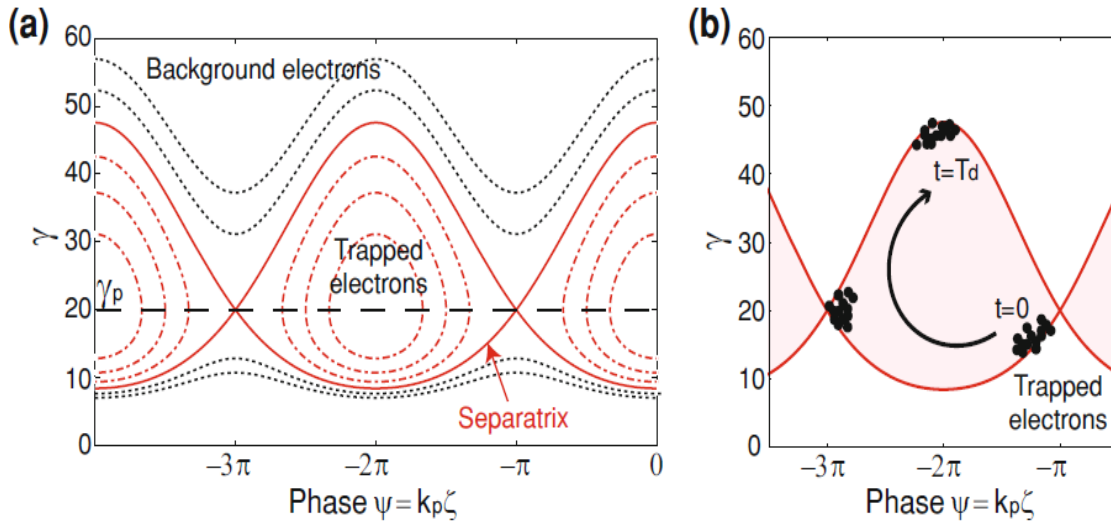 (a)
60
50
40
30
20
10
0
γ
γp
Background electrons
Trapped
electrons
Separatrix
−3π
−2π
−π
0
Phase ψ=kpζ
(b)
60
50
40
30
20
10
0
γ
t=Td
t=0
Trapped
electrons
−3π
−2π
−π
Phase ψ=kpζ